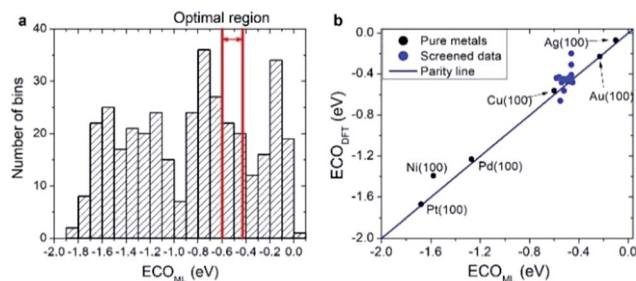 a
Optimal region
Number of bins
40
30
20
10
0
-2.0 -1.8 -1.6 -1.4 -1.2 -1.0 -0.8 -0.6 -0.4 -0.2 0.0
ECO_ML (eV)
b
Pure metals
Screened data
Parity line
Ag(100)
Cu(100)
Au(100)
Ni(100)
Pd(100)
Pt(100)
ECO_DFT (eV)
0.0
-0.4
-0.8
-1.2
-1.6
-2.0
-2.0 -1.6 -1.2 -0.8 -0.4 0.0
ECO_ML (eV)